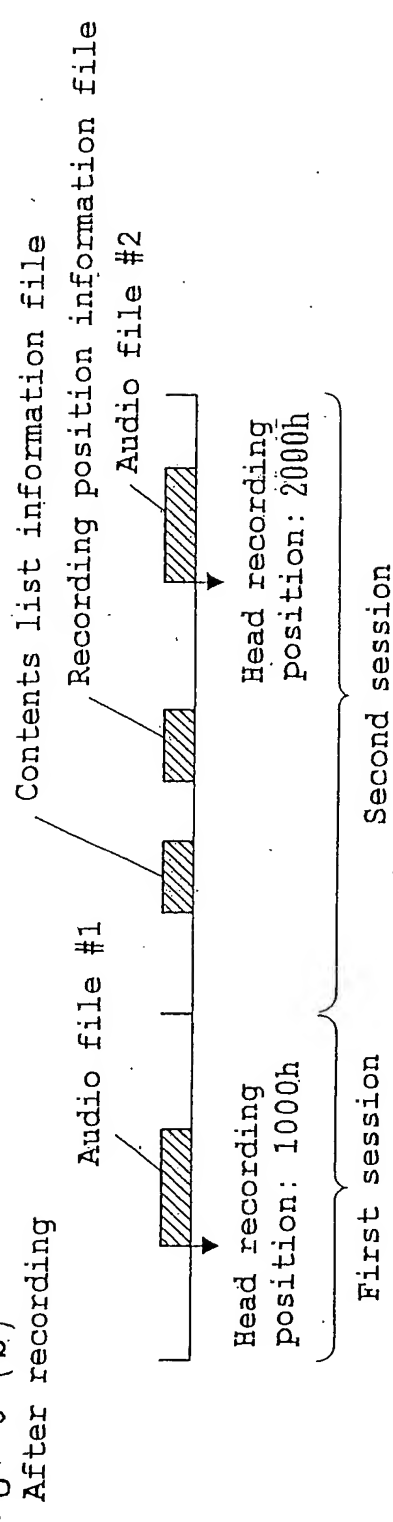 (b)
After recording
Contents list information file
Recording position information file
Audio file #2
Audio file #1
Head recording
position: 1000h
Head recording
position: 2000h
First session
Second session